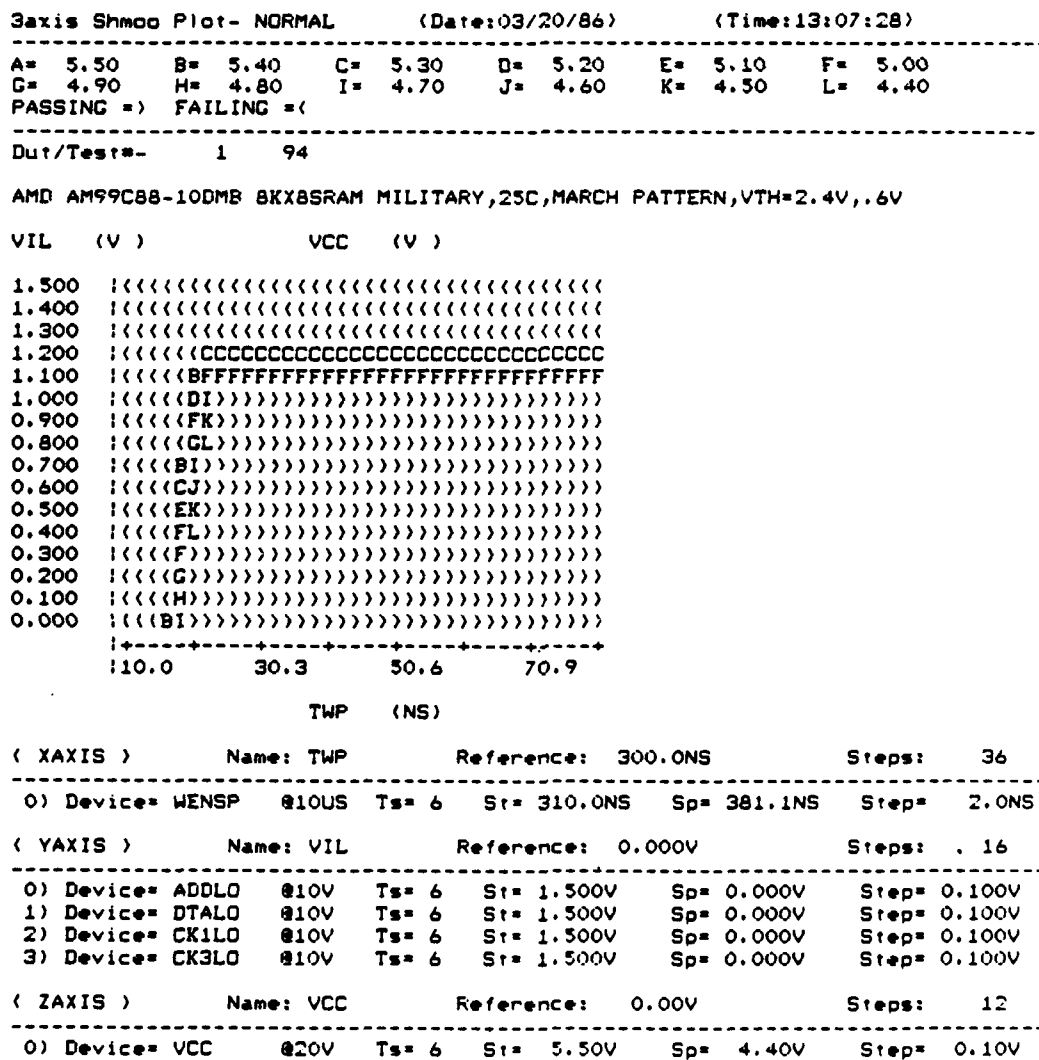 3axis Shmoo Plot- NORMAL (Date:03/20/86) (Time:13:07:28)
A= 5.50 B= 5.40 C= 5.30 D= 5.20 E= 5.10 F= 5.00
G= 4.90 H= 4.80 I= 4.70 J= 4.60 K= 4.50 L= 4.40
PASSING =) FAILING =(
Dut/Test#- 1 94
AMD AM99C88-10DMB 8KX8SRAM MILITARY,25C,MARCH PATTERN,VTH=2.4V,.6V
VIL (V ) VCC (V )
1.500 |((((((((((((((((((((((((((((((((((((
1.400 |((((((((((((((((((((((((((((((((((((
1.300 |((((((((((((((((((((((((((((((((((((
1.200 |((((((CCCCCCCCCCCCCCCCCCCCCCCCCCCCCC
1.100 |(((((BFFFFFFFFFFFFFFFFFFFFFFFFFFFFFF
1.000 |(((((DI)))))))))))))))))))))))))))))
0.900 |(((((FK)))))))))))))))))))))))))))))
0.800 |(((((GL)))))))))))))))))))))))))))))
0.700 |((((BI))))))))))))))))))))))))))))))
0.600 |((((CJ))))))))))))))))))))))))))))))
0.500 |((((EK))))))))))))))))))))))))))))))
0.400 |((((FL))))))))))))))))))))))))))))))
0.300 |((((F)))))))))))))))))))))))))))))))
0.200 |((((G)))))))))))))))))))))))))))))))
0.100 |((((H)))))))))))))))))))))))))))))))
0.000 |(((BI)))))))))))))))))))))))))))))))
|+----+----+----+----+----+----+----+
|10.0 30.3 50.6 70.9
TWP (NS)
( XAXIS ) Name: TWP Reference: 300.0NS Steps: 36
0) Device= WENSP @10US Ts= 6 St= 310.0NS Sp= 381.1NS Step= 2.0NS
( YAXIS ) Name: VIL Reference: 0.000V Steps: 16
0) Device= ADDLO @10V Ts= 6 St= 1.500V Sp= 0.000V Step= 0.100V
1) Device= DTALO @10V Ts= 6 St= 1.500V Sp= 0.000V Step= 0.100V
2) Device= CK1LO @10V Ts= 6 St= 1.500V Sp= 0.000V Step= 0.100V
3) Device= CK3LO @10V Ts= 6 St= 1.500V Sp= 0.000V Step= 0.100V
( ZAXIS ) Name: VCC Reference: 0.00V Steps: 12
0) Device= VCC @20V Ts= 6 St= 5.50V Sp= 4.40V Step= 0.10V